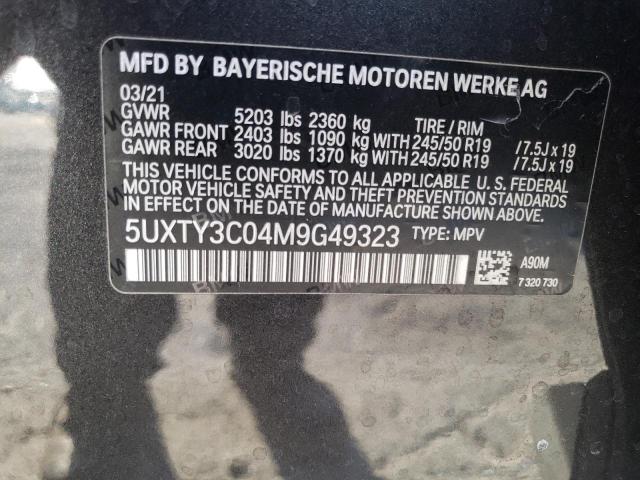 MFD BY BAYERISCHE MOTOREN WERKE AG
03/21
GVWR 5203 lbs 2360 kg TIRE / RIM
GAWR FRONT 2403 lbs 1090 kg WITH 245/50 R19 /7.5J x 19
GAWR REAR 3020 lbs 1370 kg WITH 245/50 R19 /7.5J x 19
THIS VEHICLE CONFORMS TO ALL APPLICABLE U. S. FEDERAL
MOTOR VEHICLE SAFETY AND THEFT PREVENTION STANDARDS
IN EFFECT ON THE DATE OF MANUFACTURE SHOWN ABOVE.
5UXTY3C04M9G49323 TYPE: MPV
A90M
7 320 730